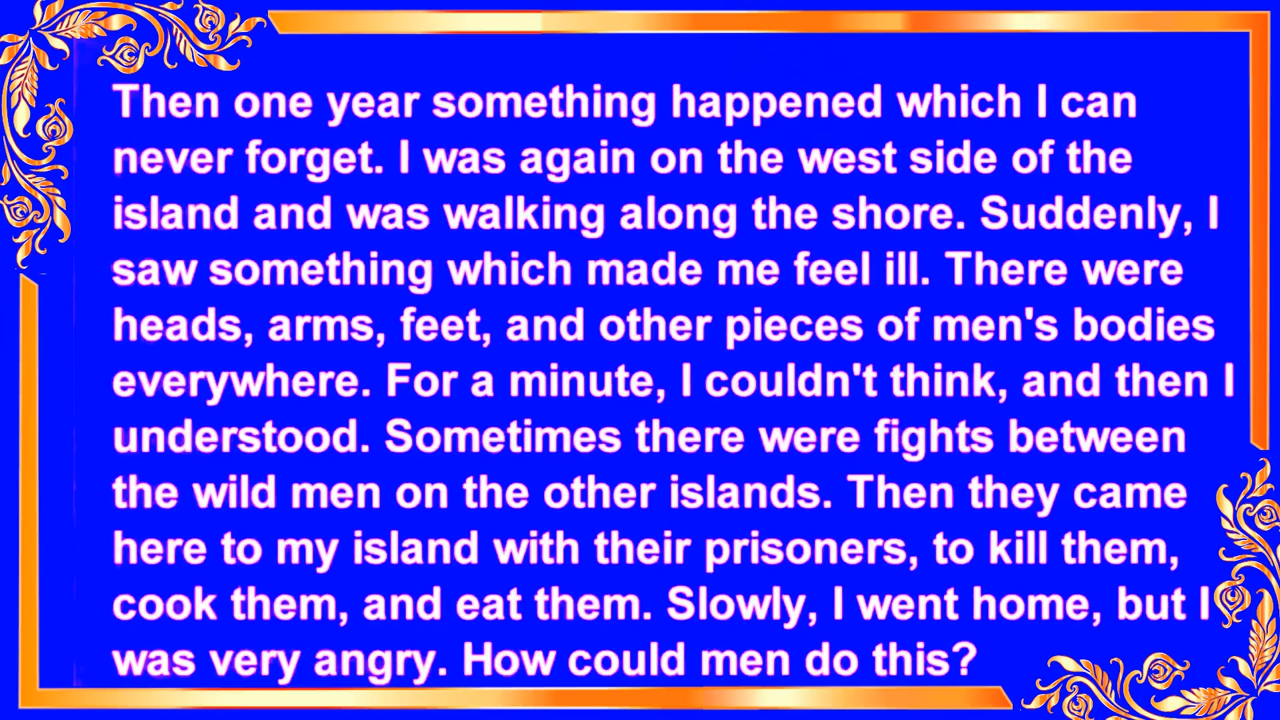 Then one year something happened which I can
never forget. I was again on the west side of the
island and was walking along the shore. Suddenly, I
saw something which made me feel ill. There were
heads, arms, feet, and other pieces of men's bodies
everywhere. For a minute, I couldn't think, and then I
understood. Sometimes there were fights between
the wild men on the other islands. Then they came
here to my island with their prisoners, to kill them,
cook them, and eat them. Slowly, I went home, but I
was very angry. How could men do this?